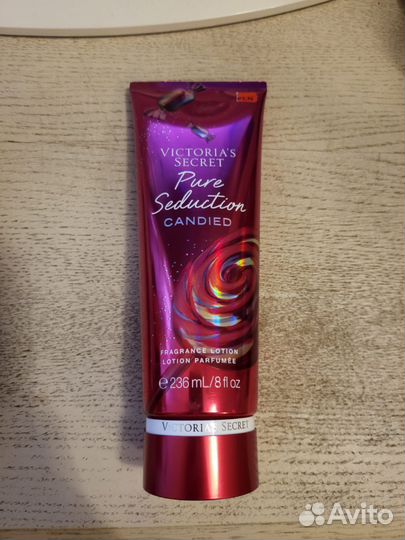 VICTORIA'S
SECRET
Pure
Seduction
CANDIED
FRAGRANCE LOTION
LOTION PARFUMÉE
℮ 236 mL/8 fl oz
VICTORIA'S SECRET
Avito